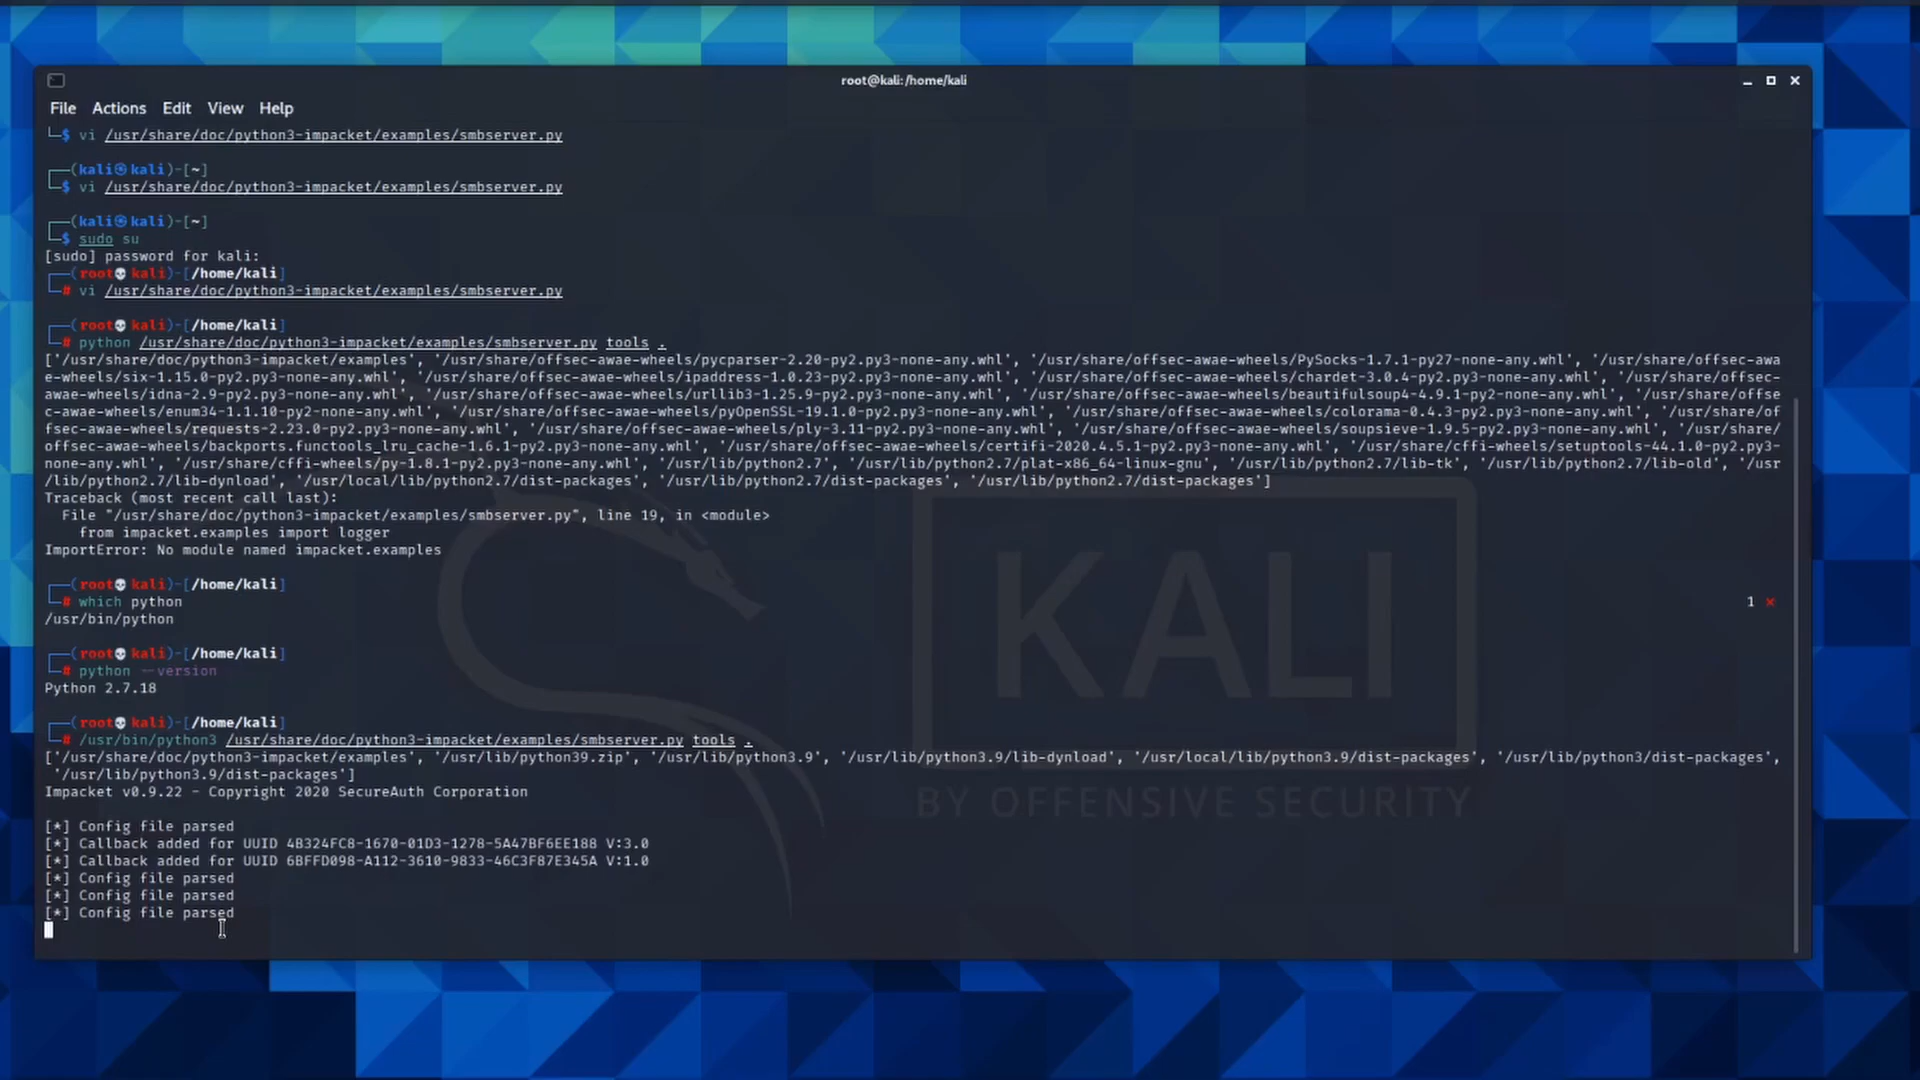 root@kali:/home/kali
File Actions Edit View Help
└─$ vi /usr/share/doc/python3-impacket/examples/smbserver.py
┌──(kali㉿kali)-[~]
└─$ vi /usr/share/doc/python3-impacket/examples/smbserver.py
┌──(kali㉿kali)-[~]
└─$ sudo su
[sudo] password for kali:
┌──(root💀kali)-[/home/kali]
└─# vi /usr/share/doc/python3-impacket/examples/smbserver.py
┌──(root💀kali)-[/home/kali]
└─# python /usr/share/doc/python3-impacket/examples/smbserver.py tools .
['/usr/share/doc/python3-impacket/examples', '/usr/share/offsec-awae-wheels/pycparser-2.20-py2.py3-none-any.whl', '/usr/share/offsec-awae-wheels/PySocks-1.7.1-py27-none-any.whl', '/usr/share/offsec-awa
e-wheels/six-1.15.0-py2.py3-none-any.whl', '/usr/share/offsec-awae-wheels/ipaddress-1.0.23-py2.py3-none-any.whl', '/usr/share/offsec-awae-wheels/chardet-3.0.4-py2.py3-none-any.whl', '/usr/share/offsec-
awae-wheels/idna-2.9-py2.py3-none-any.whl', '/usr/share/offsec-awae-wheels/urllib3-1.25.9-py2.py3-none-any.whl', '/usr/share/offsec-awae-wheels/beautifulsoup4-4.9.1-py2-none-any.whl', '/usr/share/offse
c-awae-wheels/enum34-1.1.10-py2-none-any.whl', '/usr/share/offsec-awae-wheels/pyOpenSSL-19.1.0-py2.py3-none-any.whl', '/usr/share/offsec-awae-wheels/colorama-0.4.3-py2.py3-none-any.whl', '/usr/share/of
fsec-awae-wheels/requests-2.23.0-py2.py3-none-any.whl', '/usr/share/offsec-awae-wheels/ply-3.11-py2.py3-none-any.whl', '/usr/share/offsec-awae-wheels/soupsieve-1.9.5-py2.py3-none-any.whl', '/usr/share/
offsec-awae-wheels/backports.functools_lru_cache-1.6.1-py2.py3-none-any.whl', '/usr/share/offsec-awae-wheels/certifi-2020.4.5.1-py2.py3-none-any.whl', '/usr/share/cffi-wheels/setuptools-44.1.0-py2.py3-
none-any.whl', '/usr/share/cffi-wheels/py-1.8.1-py2.py3-none-any.whl', '/usr/lib/python2.7', '/usr/lib/python2.7/plat-x86_64-linux-gnu', '/usr/lib/python2.7/lib-tk', '/usr/lib/python2.7/lib-old', '/usr
/lib/python2.7/lib-dynload', '/usr/local/lib/python2.7/dist-packages', '/usr/lib/python2.7/dist-packages', '/usr/lib/python2.7/dist-packages']
Traceback (most recent call last):
  File "/usr/share/doc/python3-impacket/examples/smbserver.py", line 19, in <module>
    from impacket.examples import logger
ImportError: No module named impacket.examples
┌──(root💀kali)-[/home/kali]
└─# which python 1 ⨯
/usr/bin/python
┌──(root💀kali)-[/home/kali]
└─# python --version
Python 2.7.18
┌──(root💀kali)-[/home/kali]
└─# /usr/bin/python3 /usr/share/doc/python3-impacket/examples/smbserver.py tools .
['/usr/share/doc/python3-impacket/examples', '/usr/lib/python39.zip', '/usr/lib/python3.9', '/usr/lib/python3.9/lib-dynload', '/usr/local/lib/python3.9/dist-packages', '/usr/lib/python3/dist-packages',
 '/usr/lib/python3.9/dist-packages']
Impacket v0.9.22 - Copyright 2020 SecureAuth Corporation
[*] Config file parsed
[*] Callback added for UUID 4B324FC8-1670-01D3-1278-5A47BF6EE188 V:3.0
[*] Callback added for UUID 6BFFD098-A112-3610-9833-46C3F87E345A V:1.0
[*] Config file parsed
[*] Config file parsed
[*] Config file parsed
KALI
BY OFFENSIVE SECURITY